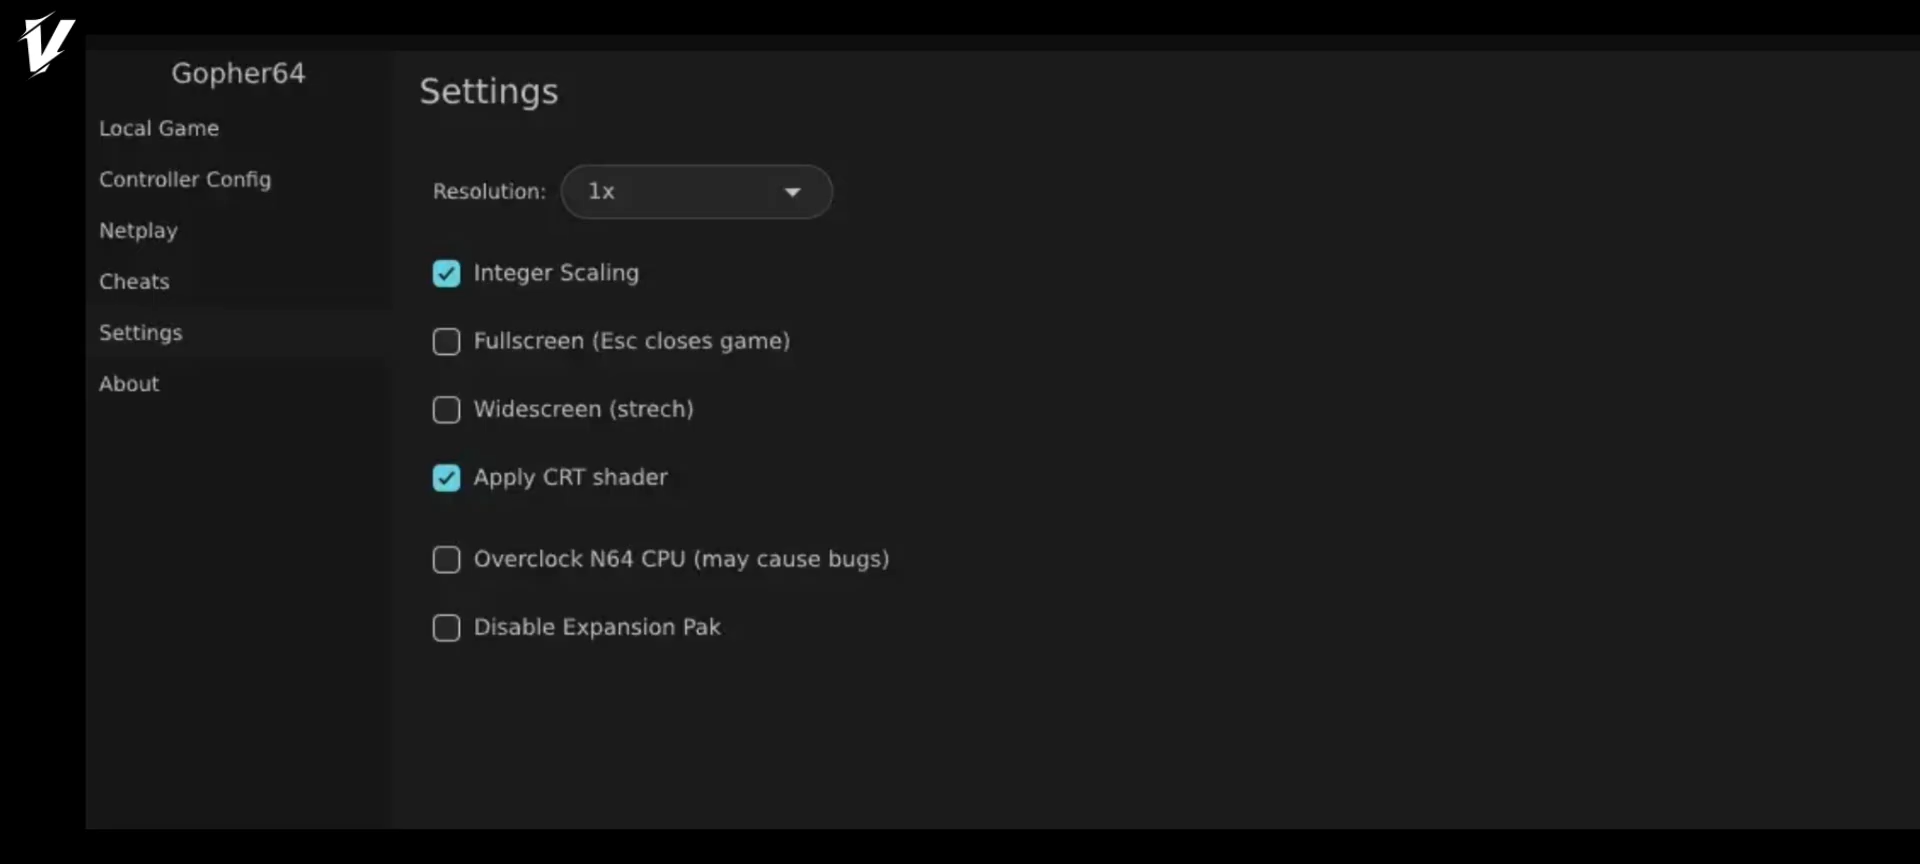 Gopher64
Local Game
Controller Config
Netplay
Cheats
Settings
About
Settings
Resolution: 1x
Integer Scaling
Fullscreen (Esc closes game)
Widescreen (strech)
Apply CRT shader
Overclock N64 CPU (may cause bugs)
Disable Expansion Pak